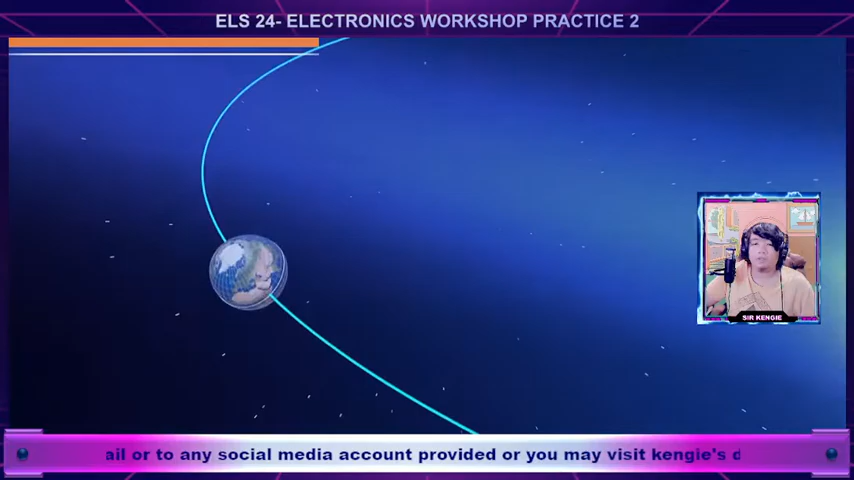 ELS 24- ELECTRONICS WORKSHOP PRACTICE 2
SIR KENGIE
ail or to any social media account provided or you may visit kengie's d